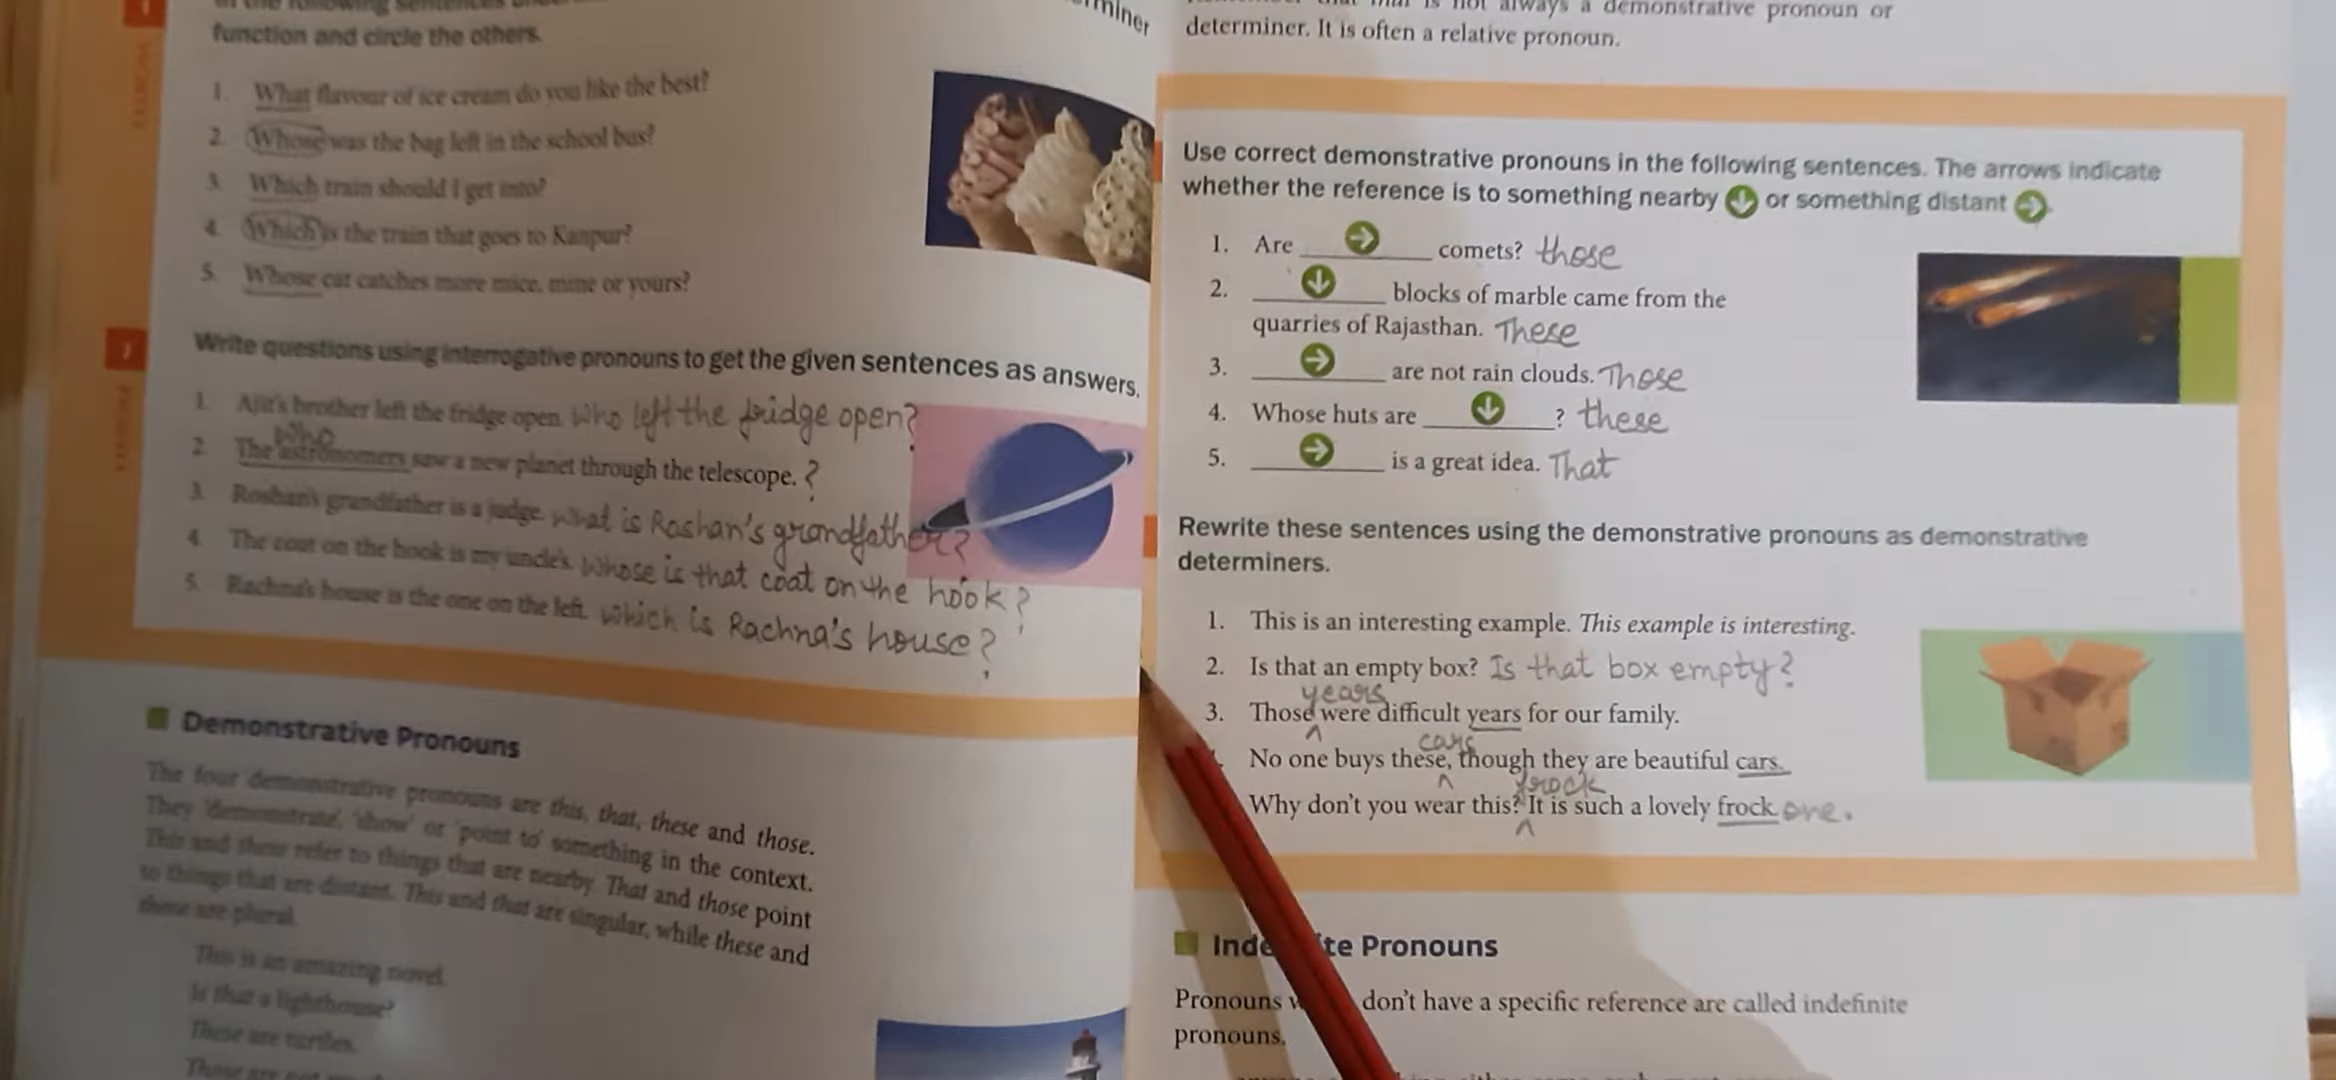 function and circle the others.
1. What flavour of ice cream do you like the best?
2. Whose was the bag left in the school bus?
3. Which train should I get into?
4. Which is the train that goes to Kanpur?
5. Whose cat catches more mice, mine or yours?
Write questions using interrogative pronouns to get the given sentences as answers.
1. Ajit's brother left the fridge open. Who left the fridge open?
who
2. The astronomers saw a new planet through the telescope. ?
3. Roshan's grandfather is a judge. What is Roshan's grandfather?
4. The coat on the hook is my uncle's. Whose is that coat on the hook?
5. Rachna's house is the one on the left. Which is Rachna's house?
Demonstrative Pronouns
The four demonstrative pronouns are this, that, these and those.
They 'demonstrate', 'show' or 'point to' something in the context.
This and these refer to things that are nearby. That and those point
to things that are distant. This and that are singular, while these and
those are plural.
This is an amazing novel.
Is that a lighthouse?
These are turtles.
is not always a demonstrative pronoun or
determiner. It is often a relative pronoun.
Use correct demonstrative pronouns in the following sentences. The arrows indicate
whether the reference is to something nearby or something distant
1. Are comets? those
2. blocks of marble came from the
quarries of Rajasthan. These
3. are not rain clouds. Those
4. Whose huts are ? these
5. is a great idea. That
Rewrite these sentences using the demonstrative pronouns as demonstrative
determiners.
1. This is an interesting example. This example is interesting.
2. Is that an empty box? Is that box empty?
years
3. Those were difficult years for our family.
cars
No one buys these, though they are beautiful cars.
frock
Why don't you wear this? It is such a lovely frock one.
Pronouns
Pronouns don't have a specific reference are called indefinite
pronouns.